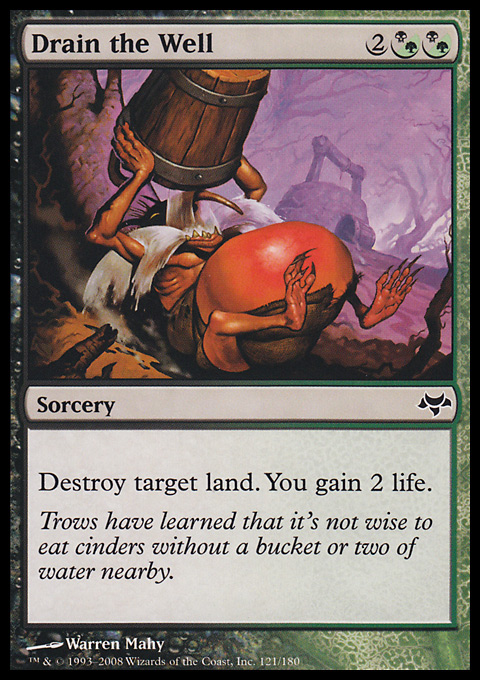 Drain the Well 2
Sorcery
Destroy target land. You gain 2 life.
Trows have learned that it's not wise to
eat cinders without a bucket or two of
water nearby.
Warren Mahy
™ & © 1993–2008 Wizards of the Coast, Inc. 121/180